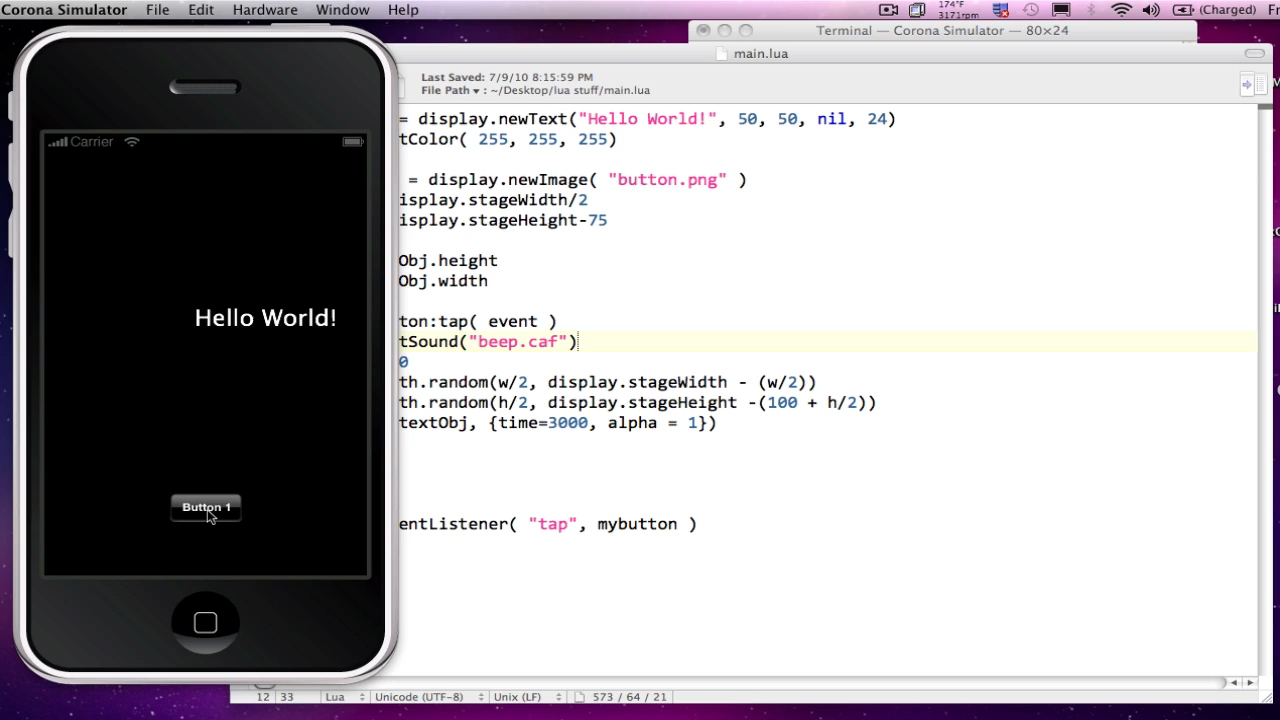 Corona Simulator File Edit Hardware Window Help 174°F 3171rpm (Charged) Fr
Terminal — Corona Simulator — 80×24
main.lua
Last Saved: 7/9/10 8:15:59 PM
File Path ▾ : ~/Desktop/lua stuff/main.lua
= display.newText("Hello World!", 50, 50, nil, 24)
tColor( 255, 255, 255)
= display.newImage( "button.png" )
isplay.stageWidth/2
isplay.stageHeight-75
Obj.height
Obj.width
ton:tap( event )
tSound("beep.caf")
0
th.random(w/2, display.stageWidth - (w/2))
th.random(h/2, display.stageHeight -(100 + h/2))
textObj, {time=3000, alpha = 1})
entListener( "tap", mybutton )
12 33 Lua Unicode (UTF-8) Unix (LF) 573 / 64 / 21
Carrier
Hello World!
Button 1